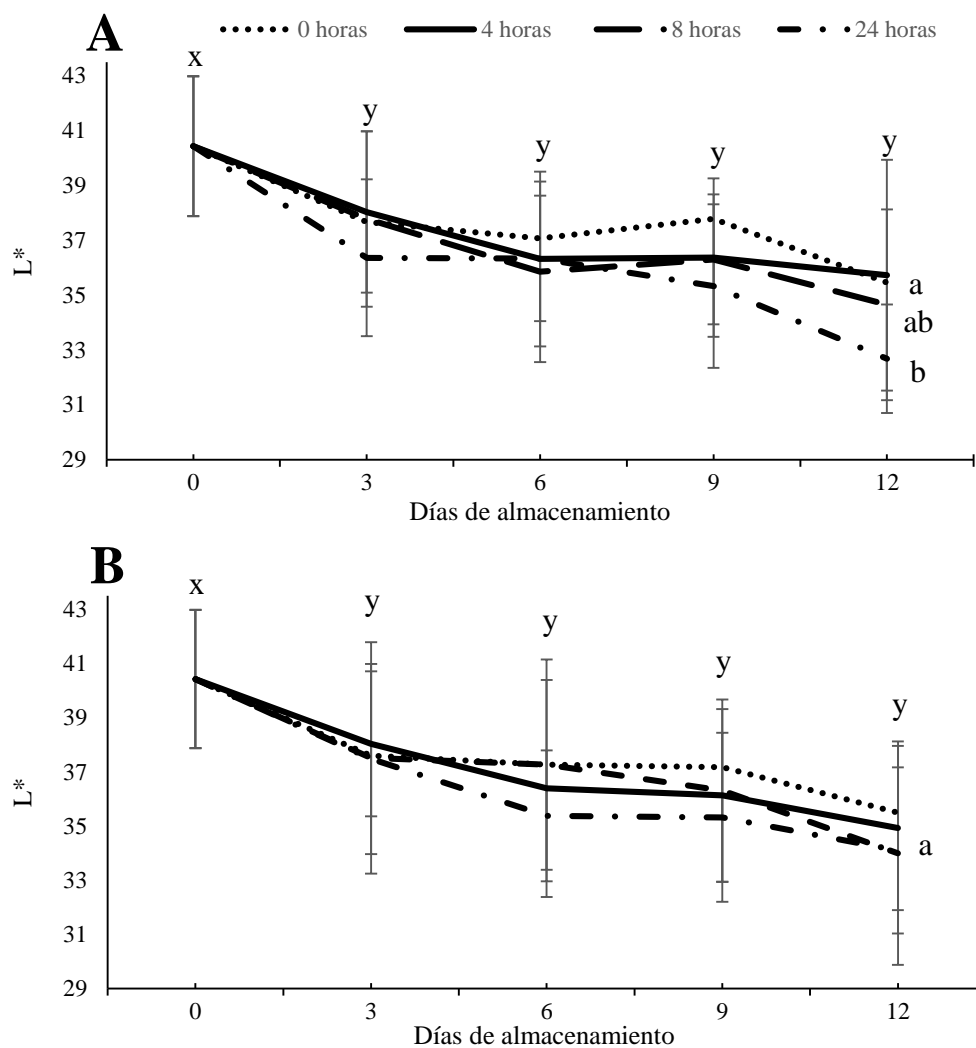 A
0 horas 4 horas 8 horas 24 horas
x
y
y
y
y
43
41
39
37
35
33
31
29
L*
a
ab
b
0 3 6 9 12
Días de almacenamiento
B
x
y
y
y
y
43
41
39
37
35
33
31
29
L*
a
0 3 6 9 12
Días de almacenamiento